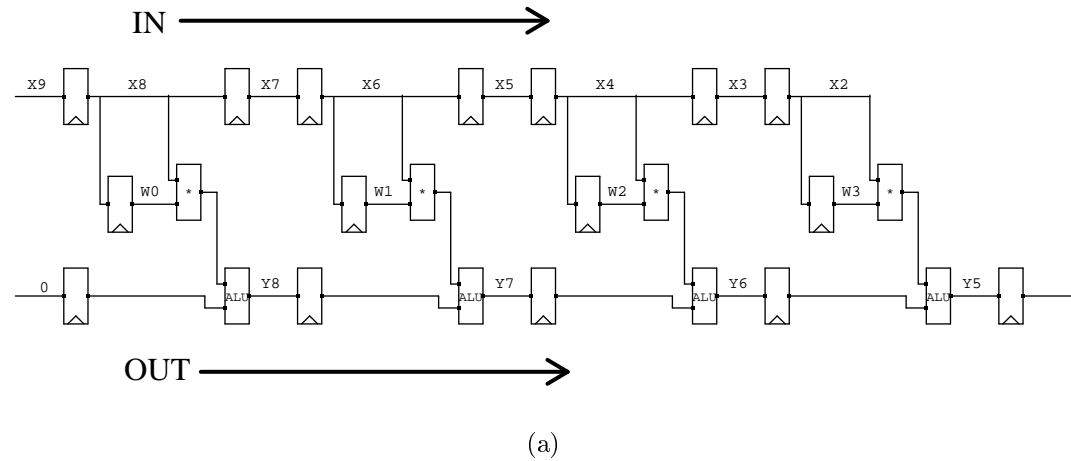 IN
X9 X8 X7 X6 X5 X4 X3 X2
W0 * W1 * W2 * W3 *
0 ALU Y8 ALU Y7 ALU Y6 ALU Y5
OUT
(a)